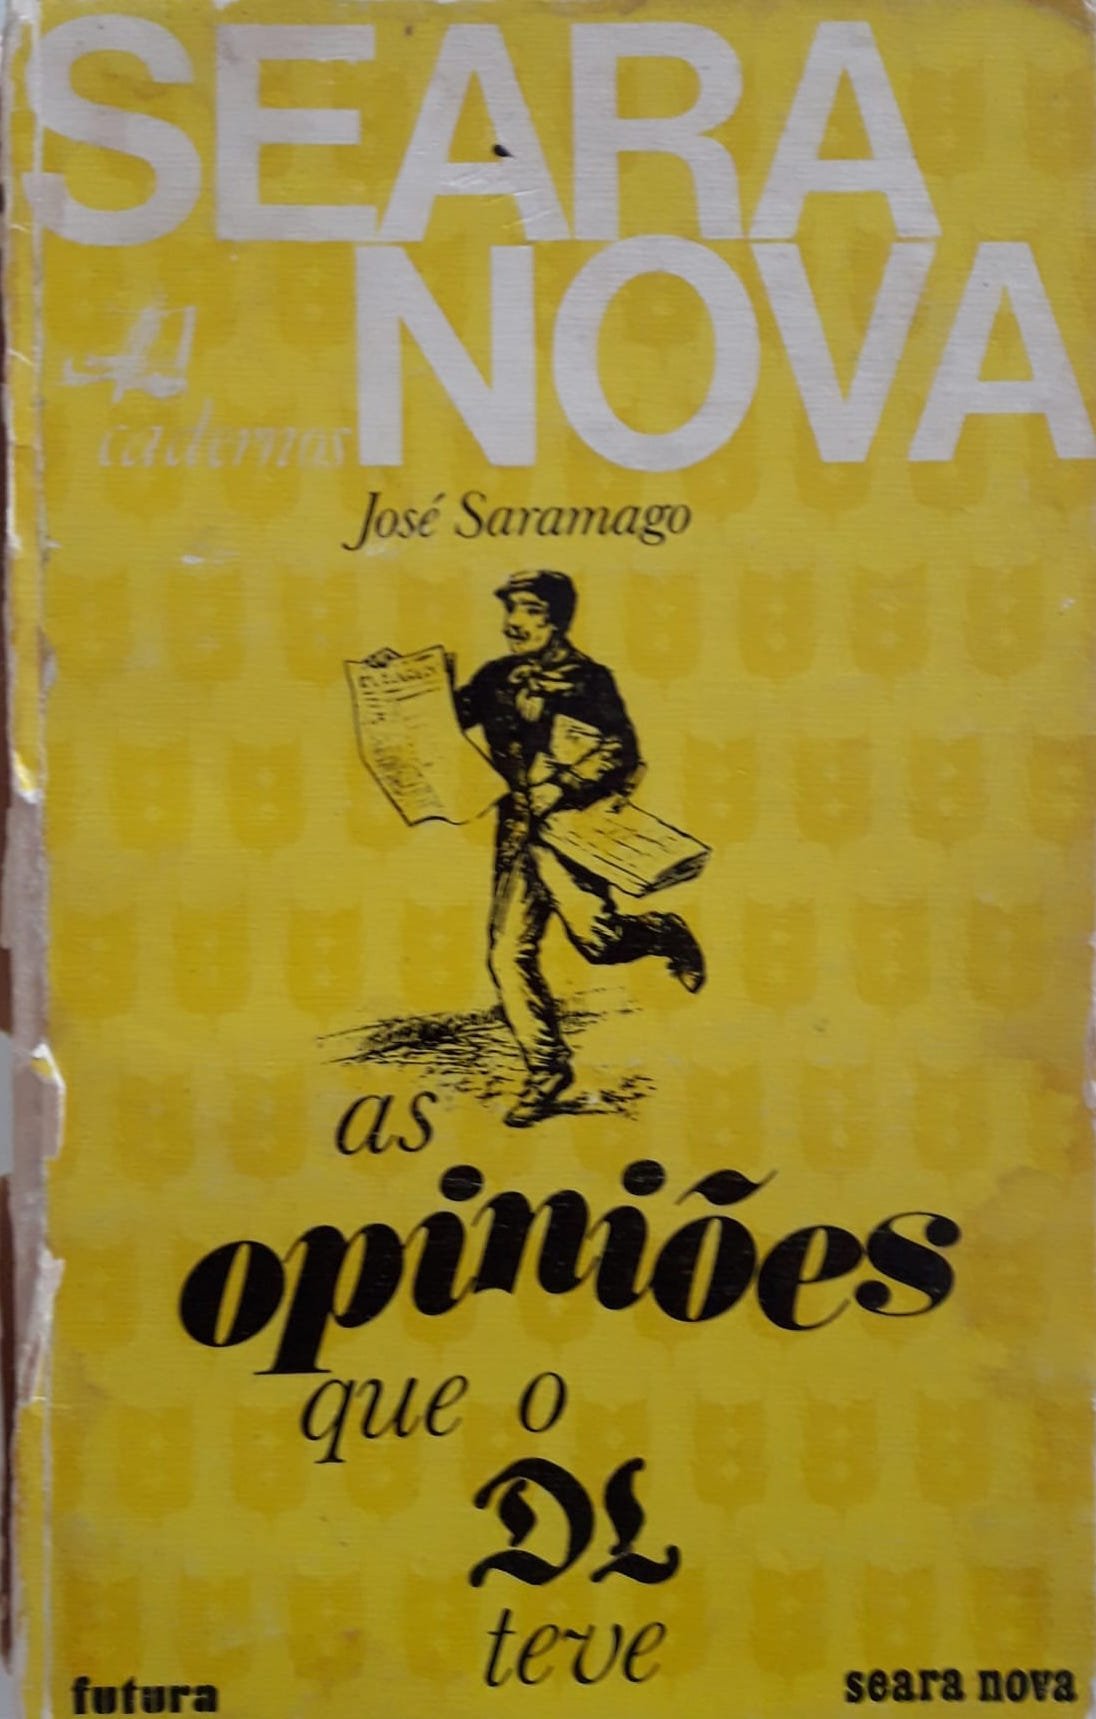 SEARA
NOVA
cadernos
José Saramago
as
opiniões
que o
DL
teve
futura
seara nova